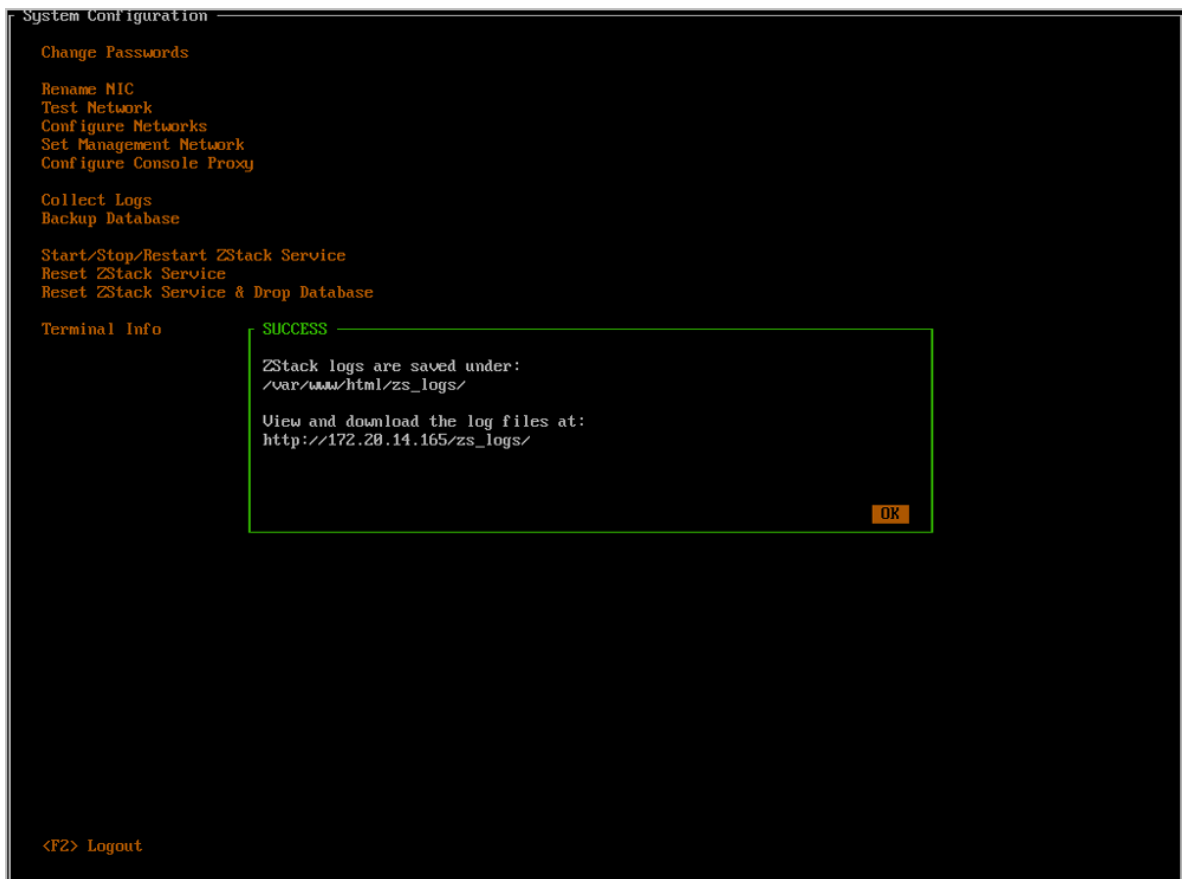 System Configuration
Change Passwords
Rename NIC
Test Network
Configure Networks
Set Management Network
Configure Console Proxy
Collect Logs
Backup Database
Start/Stop/Restart ZStack Service
Reset ZStack Service
Reset ZStack Service & Drop Database
Terminal Info
SUCCESS
ZStack logs are saved under:
/var/www/html/zs_logs/
View and download the log files at:
http://172.20.14.165/zs_logs/
OK
<F2> Logout